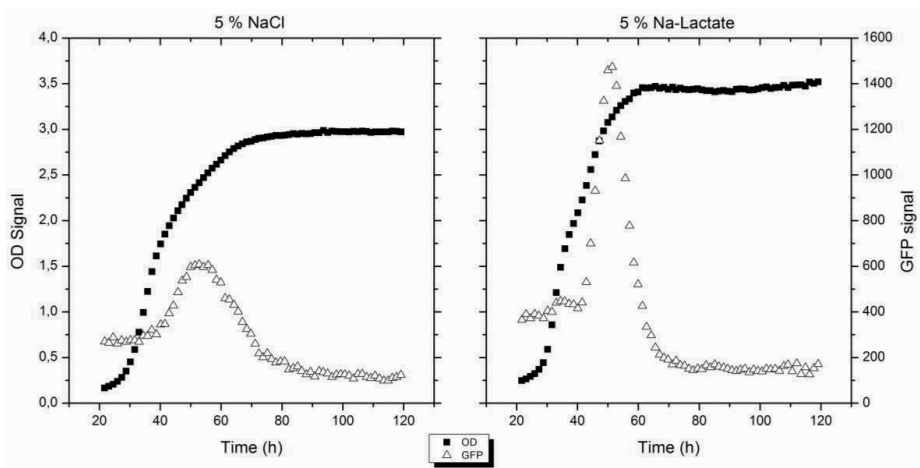 5 % NaCl
5 % Na-Lactate
4,0
3,5
3,0
2,5
2,0
1,5
1,0
0,5
0,0
OD Signal
20 40 60 80 100 120
Time (h)
20 40 60 80 100 120
Time (h)
1600
1400
1200
1000
800
600
400
200
0
GFP signal
OD
GFP